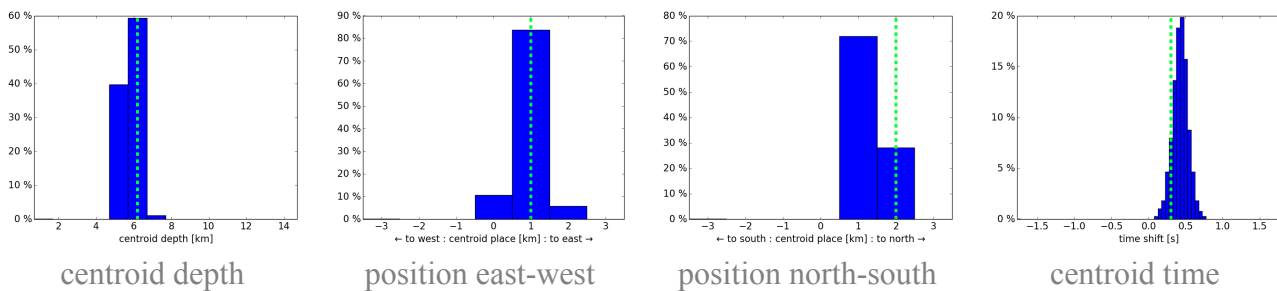 60 %
50 %
40 %
30 %
20 %
10 %
0 %
2 4 6 8 10 12 14
centroid depth [km]
centroid depth
90 %
80 %
70 %
60 %
50 %
40 %
30 %
20 %
10 %
0 %
−3 −2 −1 0 1 2 3
← to west : centroid place [km] : to east →
position east-west
80 %
70 %
60 %
50 %
40 %
30 %
20 %
10 %
0 %
−3 −2 −1 0 1 2 3
← to south : centroid place [km] : to north →
position north-south
20 %
15 %
10 %
5 %
0 %
−1.5 −1.0 −0.5 0.0 0.5 1.0 1.5
time shift [s]
centroid time